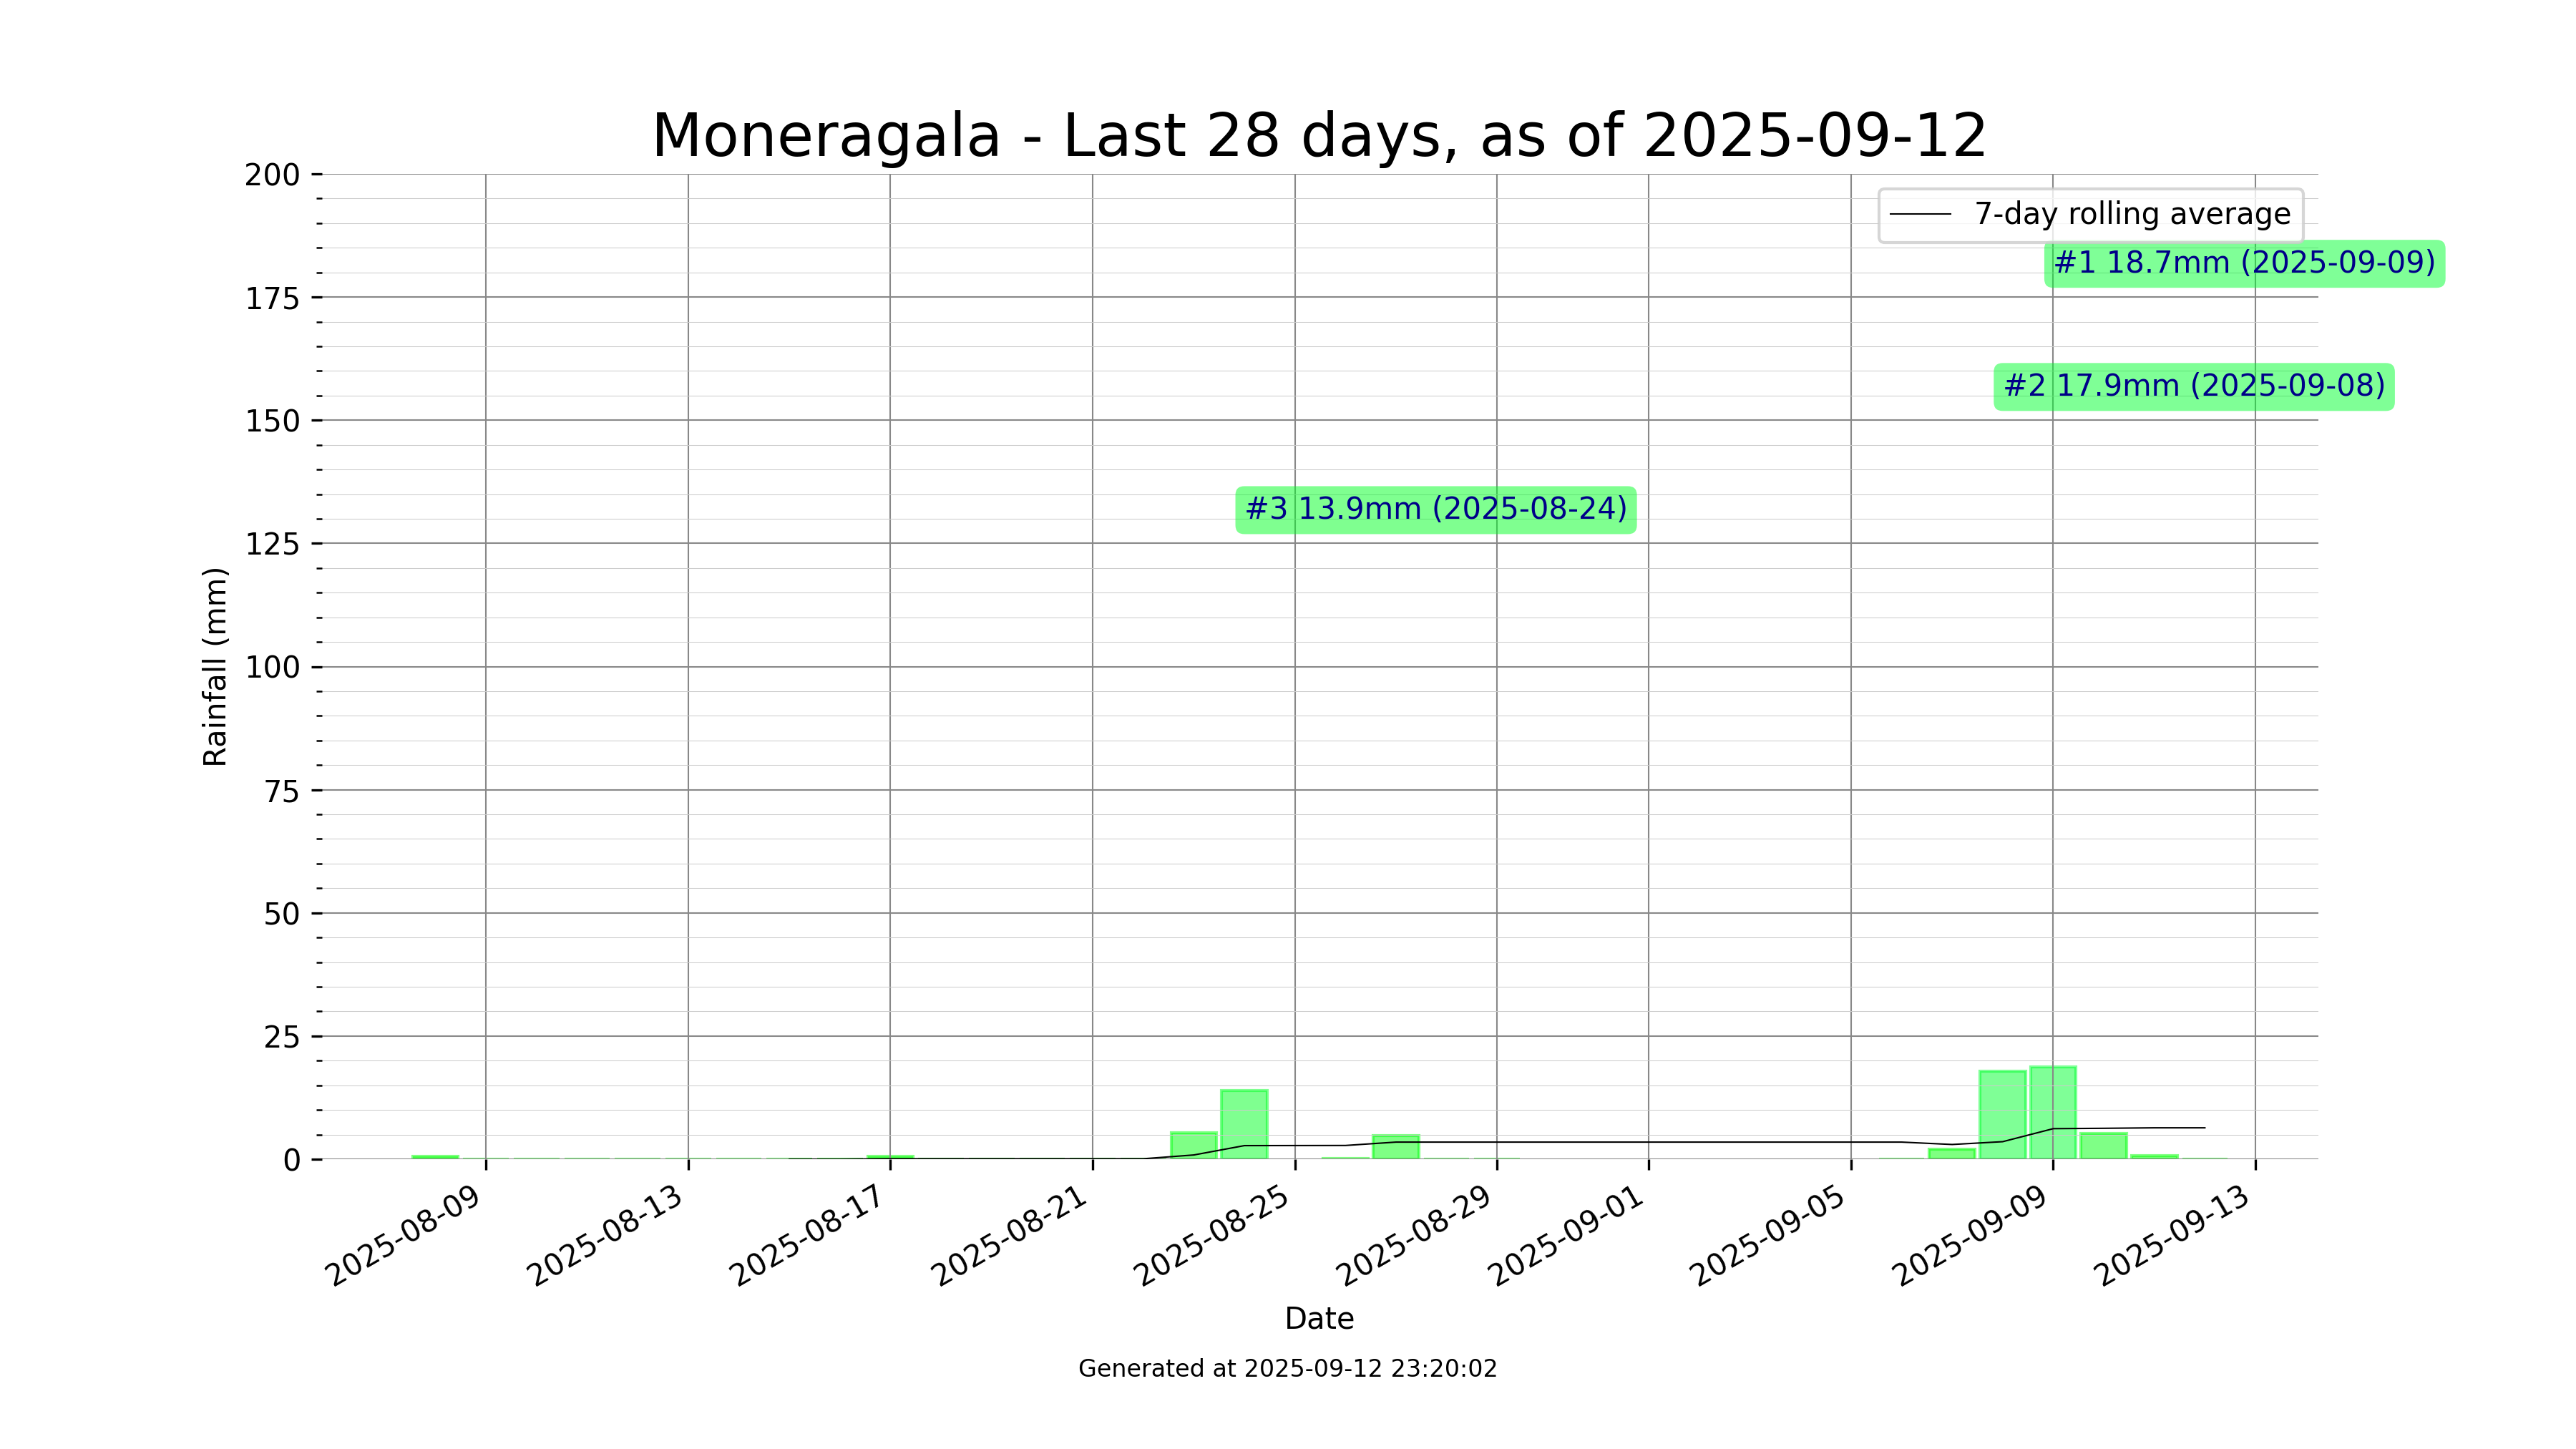 Moneragala - Last 28 days, as of 2025-09-12
200
175
150
125
100
75
50
25
0
Rainfall (mm)
7-day rolling average
#1 18.7mm (2025-09-09)
#2 17.9mm (2025-09-08)
#3 13.9mm (2025-08-24)
2025-08-09
2025-08-13
2025-08-17
2025-08-21
2025-08-25
2025-08-29
2025-09-01
2025-09-05
2025-09-09
2025-09-13
Date
Generated at 2025-09-12 23:20:02